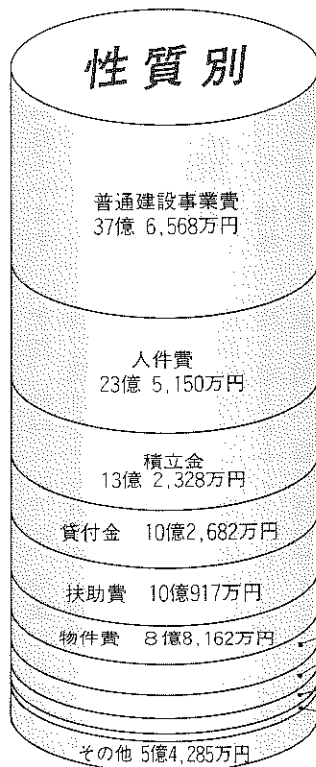 性質別
普通建設事業費
37億 6,568万円
人件費
23億 5,150万円
積立金
13億 2,328万円
貸付金 10億2,682万円
扶助費 10億917万円
物件費 8億8,162万円
その他 5億4,285万円